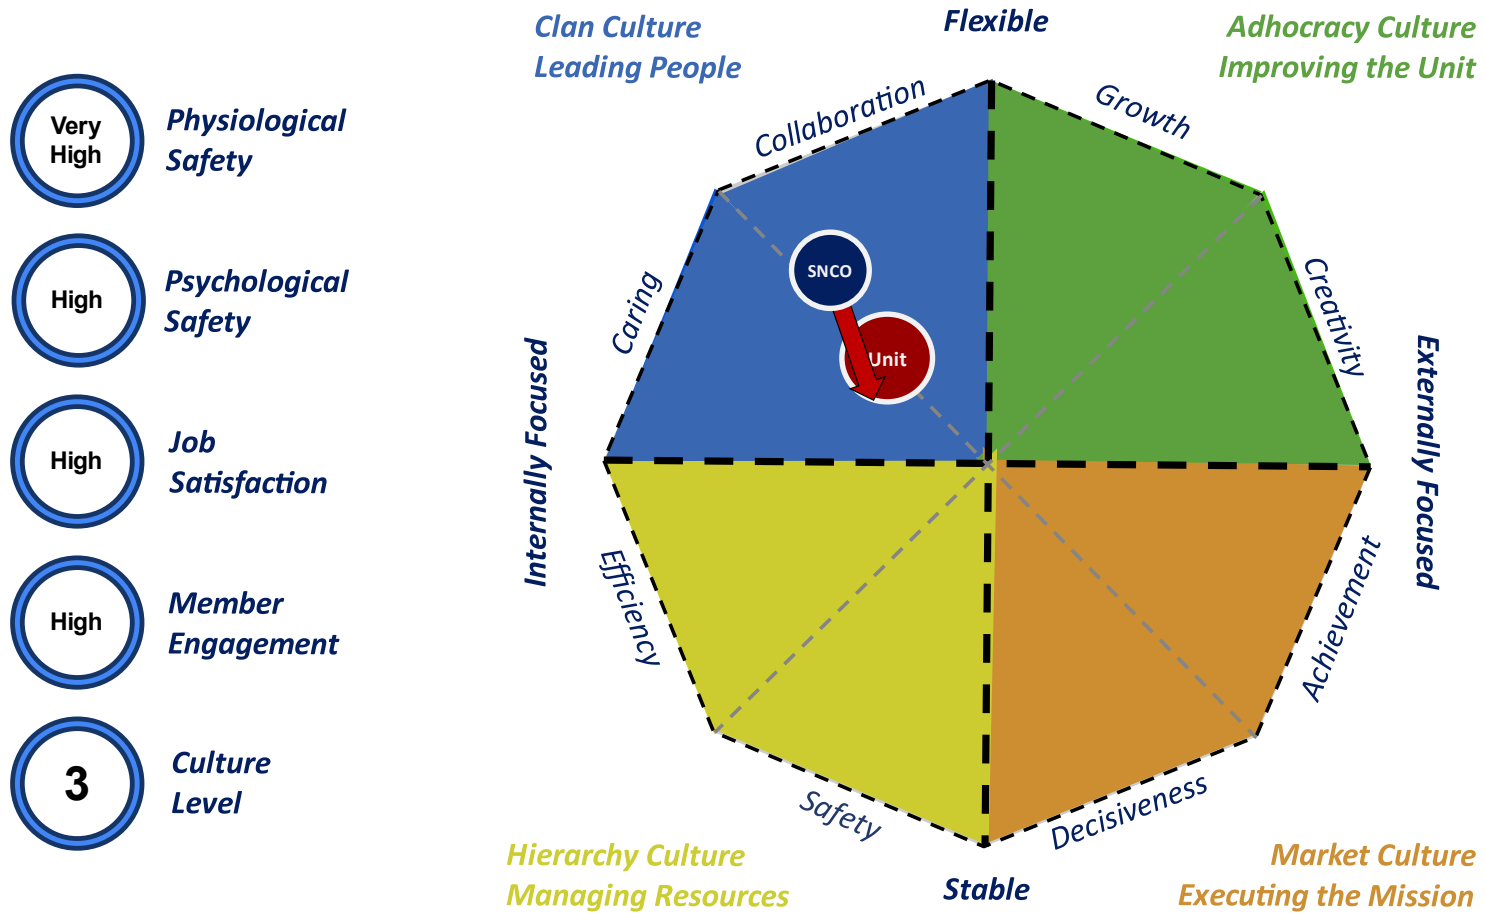 Very
High
Physiological
Safety
High
Psychological
Safety
High
Job
Satisfaction
High
Member
Engagement
3
Culture
Level
Clan Culture
Leading People
Flexible
Adhocracy Culture
Improving the Unit
Collaboration
Growth
Caring
Creativity
SNCO
Unit
Internally Focused
Externally Focused
Efficiency
Achievement
Safety
Decisiveness
Hierarchy Culture
Managing Resources
Stable
Market Culture
Executing the Mission